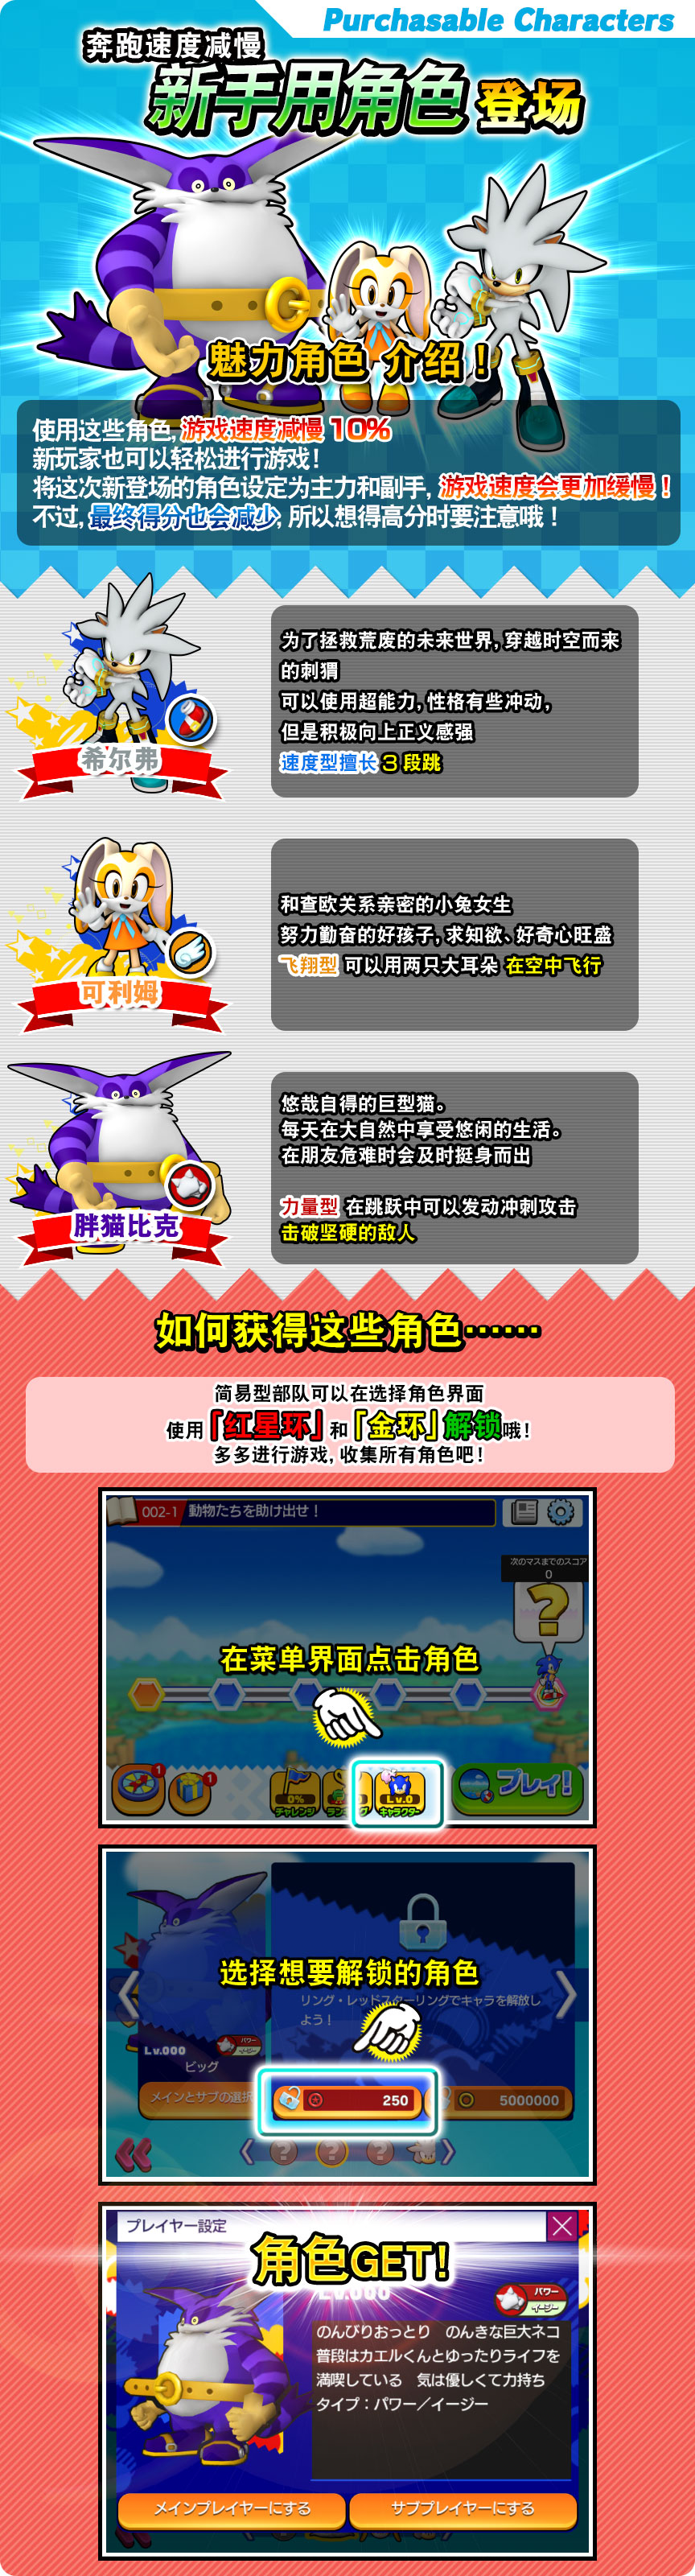 Purchasable Characters
奔跑速度减慢
新手用角色 登场
魅力角色 介绍！
使用这些角色, 游戏速度减慢 10%
新玩家也可以轻松进行游戏！
将这次新登场的角色设定为主力和副手, 游戏速度会更加缓慢！
不过, 最终得分也会减少, 所以想得高分时要注意哦！
希尔弗
为了拯救荒废的未来世界, 穿越时空而来
的刺猬
可以使用超能力, 性格有些冲动,
但是积极向上正义感强
速度型擅长 3 段跳
可利姆
和查欧关系亲密的小兔女生
努力勤奋的好孩子, 求知欲、好奇心旺盛
飞翔型 可以用两只大耳朵 在空中飞行
胖猫比克
悠哉自得的巨型猫。
每天在大自然中享受悠闲的生活。
在朋友危难时会及时挺身而出
力量型 在跳跃中可以发动冲刺攻击
击破坚硬的敌人
如何获得这些角色……
简易型部队可以在选择角色界面
使用「红星环」和「金环」解锁哦！
多多进行游戏, 收集所有角色吧！
002-1 動物たちを助け出せ！
次のマスまでのスコア
0
?
在菜单界面点击角色
1
1
0%
チャレンジ
Lv.0
キャラクター
プレイ！
选择想要解锁的角色
リング・レッドスターリングでキャラを解放し
よう！
Lv.000
パワー
イージー
ビッグ
メインとサブの選択
250
5000000
? ? ?
プレイヤー設定
角色GET!
パワー
イージー
のんびりおっとり　のんきな巨大ネコ
普段はカエルくんとゆったりライフを
満喫している　気は優しくて力持ち
タイプ：パワー／イージー
メインプレイヤーにする
サブプレイヤーにする